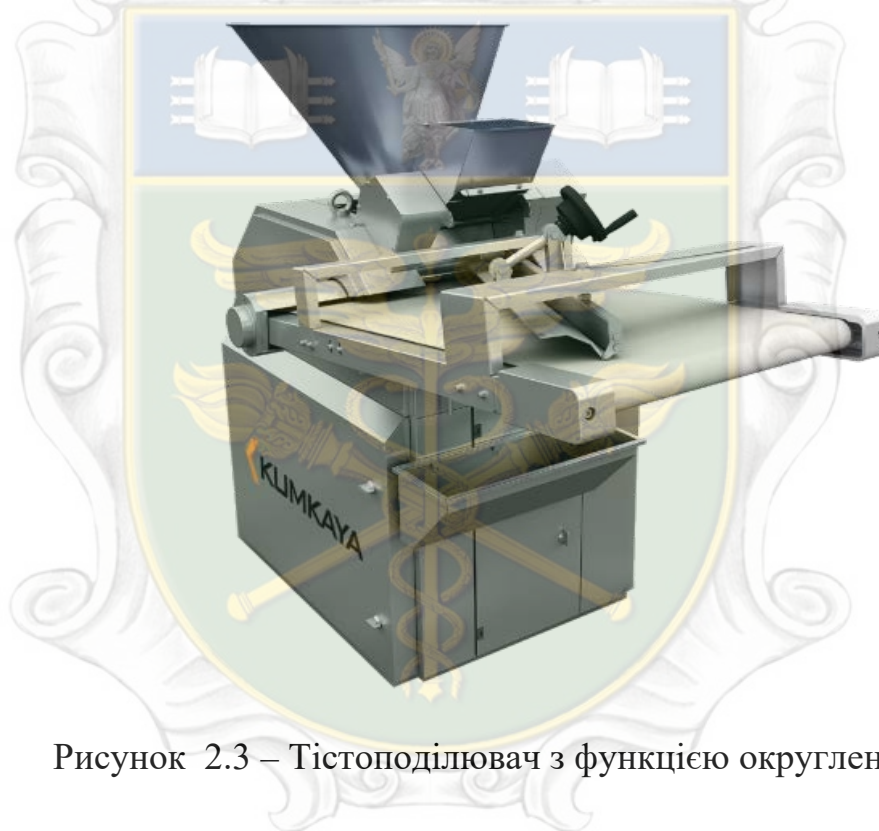 KUMKAYA
Рисунок 2.3 – Тістоподілювач з функцією округлен